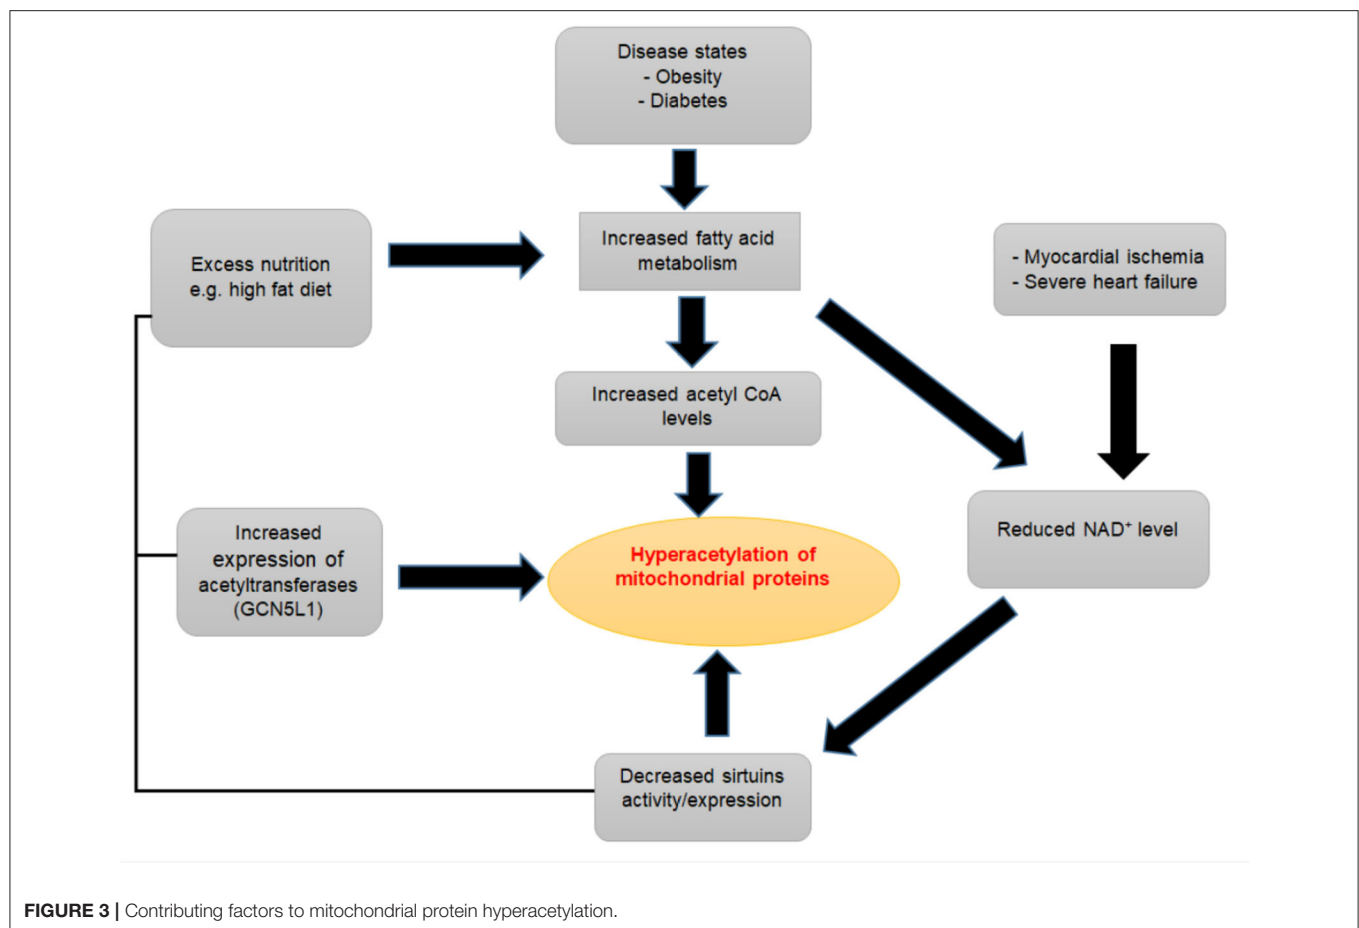 Disease states
- Obesity
- Diabetes
Increased fatty acid
metabolism
Excess nutrition
e.g. high fat diet
- Myocardial ischemia
- Severe heart failure
Increased acetyl CoA
levels
Increased
expression of
acetyltransferases
(GCN5L1)
Hyperacetylation of
mitochondrial proteins
Reduced NAD⁺ level
Decreased sirtuins
activity/expression
FIGURE 3 | Contributing factors to mitochondrial protein hyperacetylation.